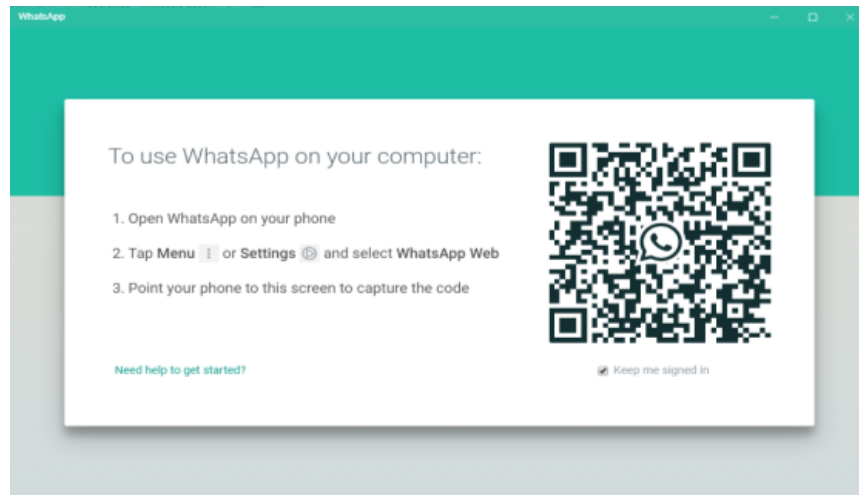 WhatsApp
To use WhatsApp on your computer:
1. Open WhatsApp on your phone
2. Tap Menu or Settings and select WhatsApp Web
3. Point your phone to this screen to capture the code
Need help to get started?
Keep me signed in